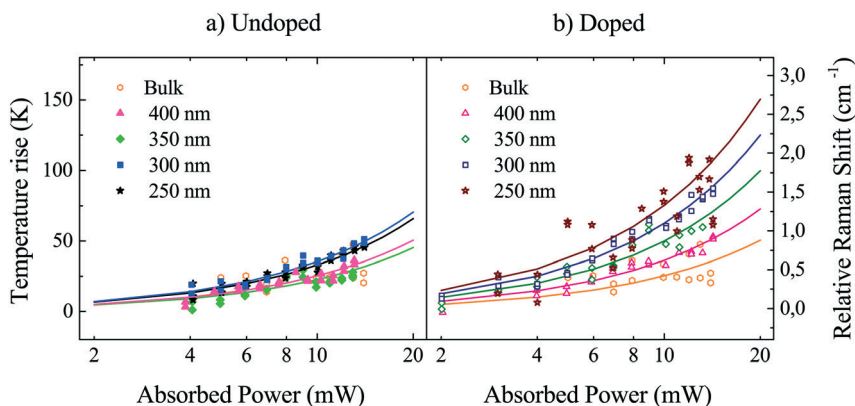 a) Undoped
b) Doped
Temperature rise (K)
150
100
50
0
Bulk
400 nm
350 nm
300 nm
250 nm
Bulk
400 nm
350 nm
300 nm
250 nm
3,0
2,5
2,0
1,5
1,0
0,5
0,0
Relative Raman Shift (cm⁻¹)
2 4 6 8 10 20
2 4 6 8 10 20
Absorbed Power (mW)
Absorbed Power (mW)